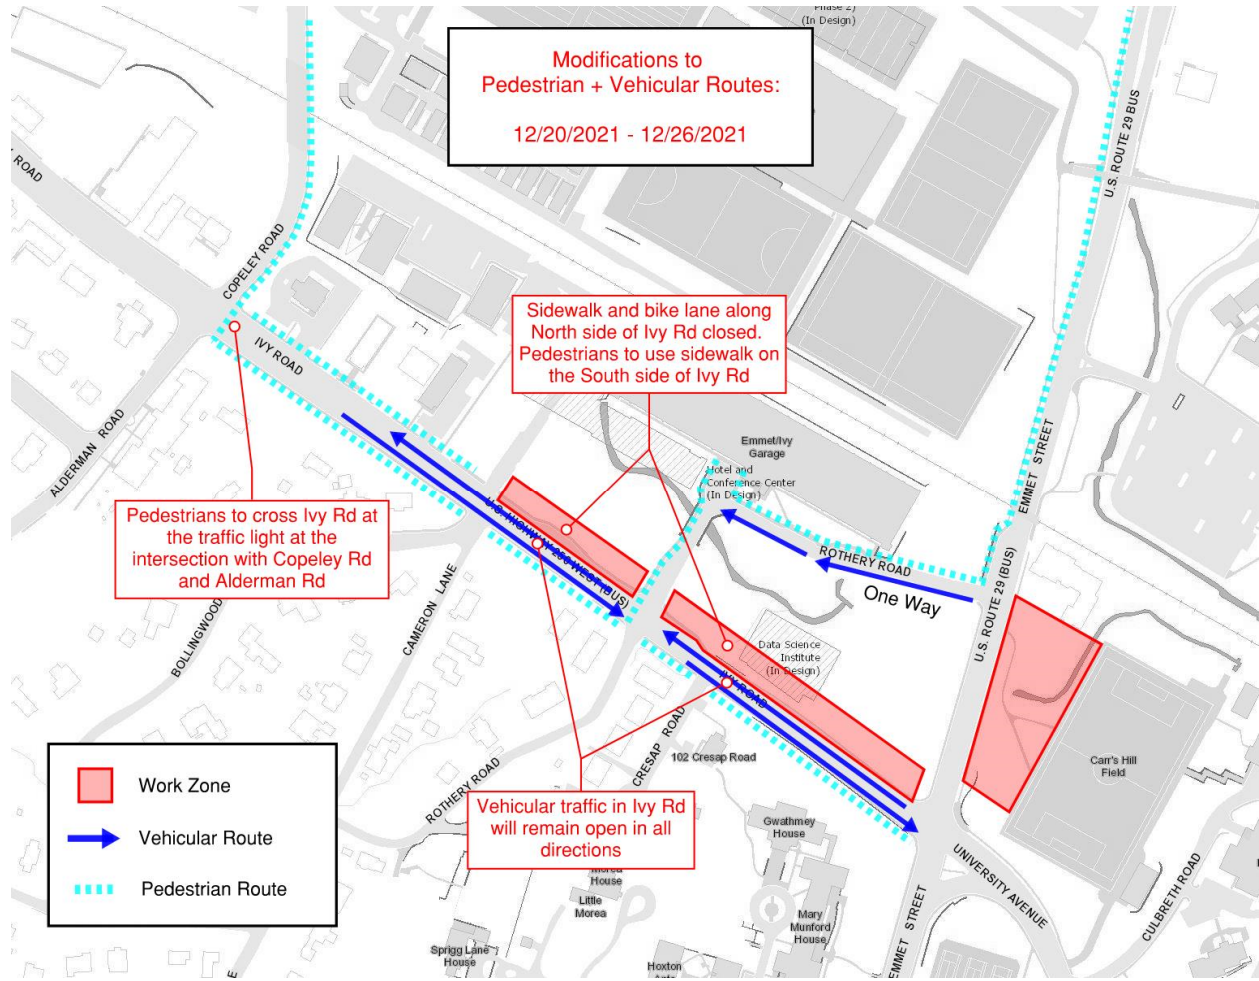 Phase 2)
(In Design)
Modifications to
Pedestrian + Vehicular Routes:
12/20/2021 - 12/26/2021
U.S. ROUTE 29 BUS
ROAD
COPELEY ROAD
IVY ROAD
Sidewalk and bike lane along
North side of Ivy Rd closed.
Pedestrians to use sidewalk on
the South side of Ivy Rd
ALDERMAN ROAD
Emmet/Ivy
Garage
Hotel and
Conference Center
(In Design)
EMMET STREET
Pedestrians to cross Ivy Rd at
the traffic light at the
intersection with Copeley Rd
and Alderman Rd
U.S. HIGHWAY 250 WEST (BUS)
ROTHERY ROAD
One Way
U.S. ROUTE 29 (BUS)
BOLLINGWOOD
CAMERON LANE
Data Science
Institute
(In Design)
IVY ROAD
CRESAP ROAD
102 Cresap Road
Carr's Hill
Field
ROTHERY ROAD
Work Zone
Vehicular Route
Pedestrian Route
Vehicular traffic in Ivy Rd
will remain open in all
directions
Gwathmey
House
Morea
House
Little
Morea
Mary
Munford
House
UNIVERSITY AVENUE
CULBRETH ROAD
EMMET STREET
Sprigg Lane
House
Hoxton